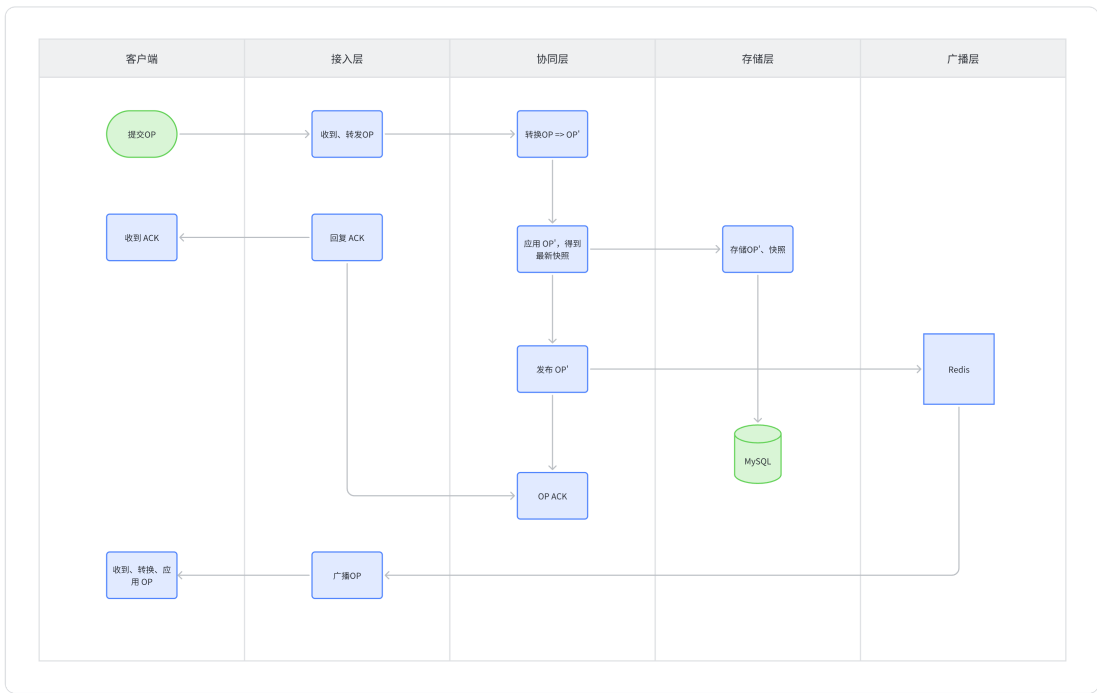 客户端
接入层
协同层
存储层
广播层
提交OP
收到、转发OP
转换OP => OP'
收到 ACK
回复 ACK
应用 OP'，得到
最新快照
存储OP'、快照
发布 OP'
Redis
MySQL
OP ACK
收到、转换、应
用 OP
广播OP